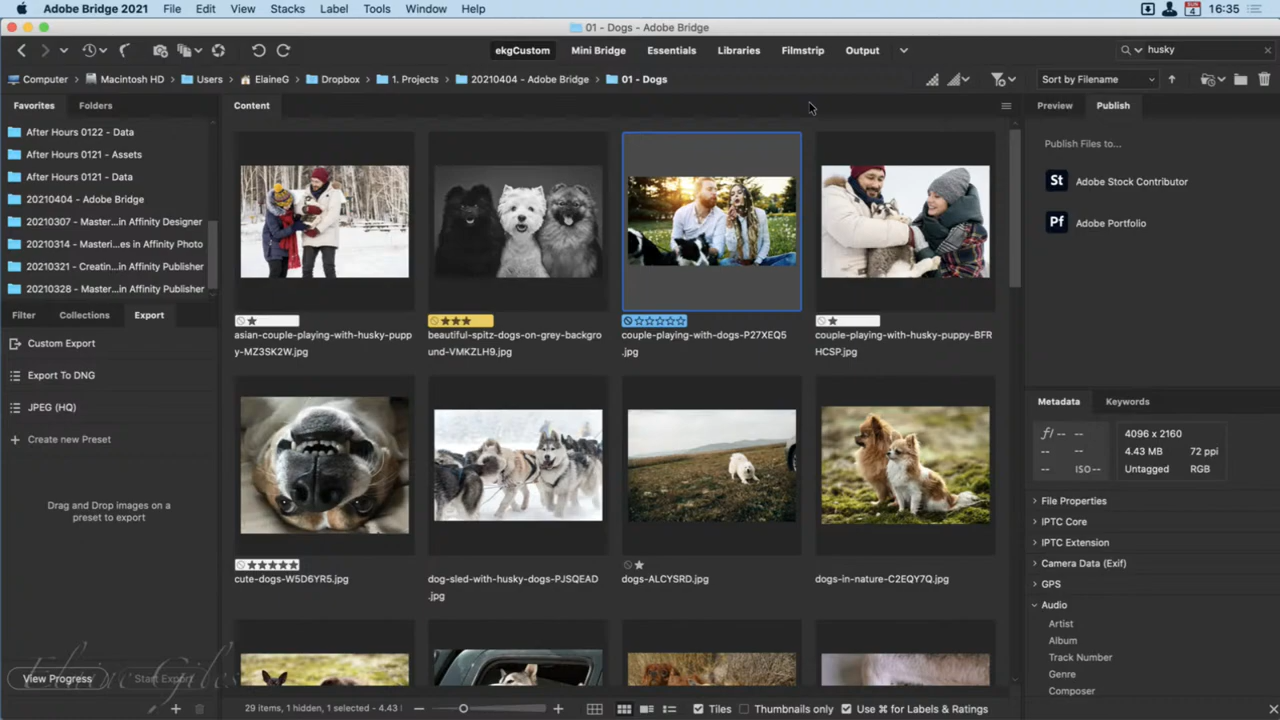 Adobe Bridge 2021 File Edit View Stacks Label Tools Window Help SUN 4 16:35
01 - Dogs - Adobe Bridge
ekgCustom Mini Bridge Essentials Libraries Filmstrip Output husky
Computer Macintosh HD Users ElaineG Dropbox 1. Projects 20210404 - Adobe Bridge 01 - Dogs Sort by Filename
Favorites Folders
After Hours 0122 - Data
After Hours 0121 - Assets
After Hours 0121 - Data
20210404 - Adobe Bridge
20210307 - Master...in Affinity Designer
20210314 - Masteri...es in Affinity Photo
20210321 - Creatin...in Affinity Publisher
20210328 - Master...in Affinity Publisher
Filter Collections Export
Custom Export
Export To DNG
JPEG (HQ)
Create new Preset
Drag and Drop images on a
preset to export
Elaine Giles
View Progress Start Export
Content
asian-couple-playing-with-husky-pupp
y-MZ3SK2W.jpg
beautiful-spitz-dogs-on-grey-backgro
und-VMKZLH9.jpg
couple-playing-with-dogs-P27XEQ5
.jpg
couple-playing-with-husky-puppy-BFR
HCSP.jpg
cute-dogs-W5D6YR5.jpg
dog-sled-with-husky-dogs-PJSQEAD
.jpg
dogs-ALCYSRD.jpg
dogs-in-nature-C2EQY7Q.jpg
29 items, 1 hidden, 1 selected - 4.43 Tiles Thumbnails only Use ⌘ for Labels & Ratings
Preview Publish
Publish Files to...
St Adobe Stock Contributor
Pf Adobe Portfolio
Metadata Keywords
f/ -- --
-- --
-- ISO--
4096 x 2160
4.43 MB 72 ppi
Untagged RGB
File Properties
IPTC Core
IPTC Extension
Camera Data (Exif)
GPS
Audio
Artist
Album
Track Number
Genre
Composer